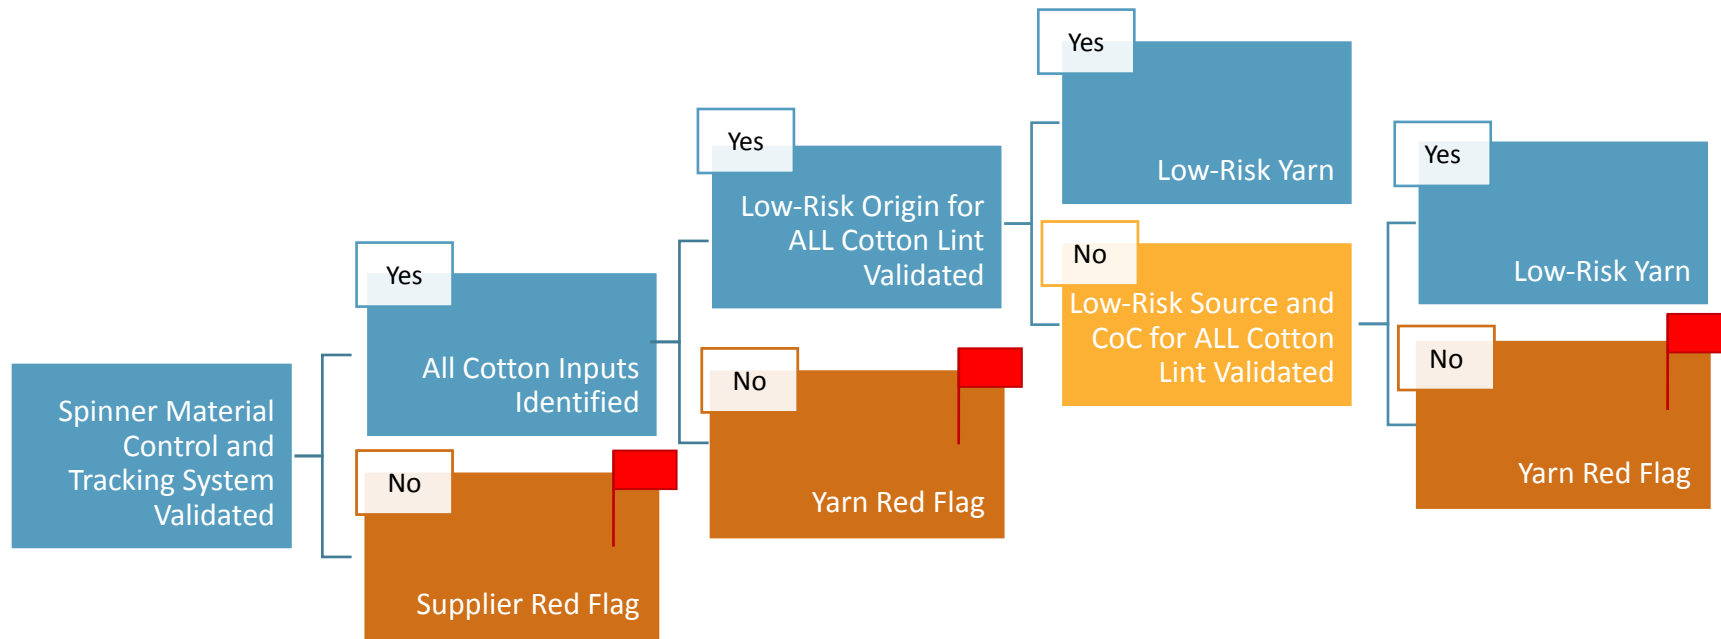 Spinner Material
Control and
Tracking System
Validated
Yes
All Cotton Inputs
Identified
No
Supplier Red Flag
Yes
Low-Risk Origin for
ALL Cotton Lint
Validated
No
Yarn Red Flag
Yes
Low-Risk Yarn
No
Low-Risk Source and
CoC for ALL Cotton
Lint Validated
Yes
Low-Risk Yarn
No
Yarn Red Flag